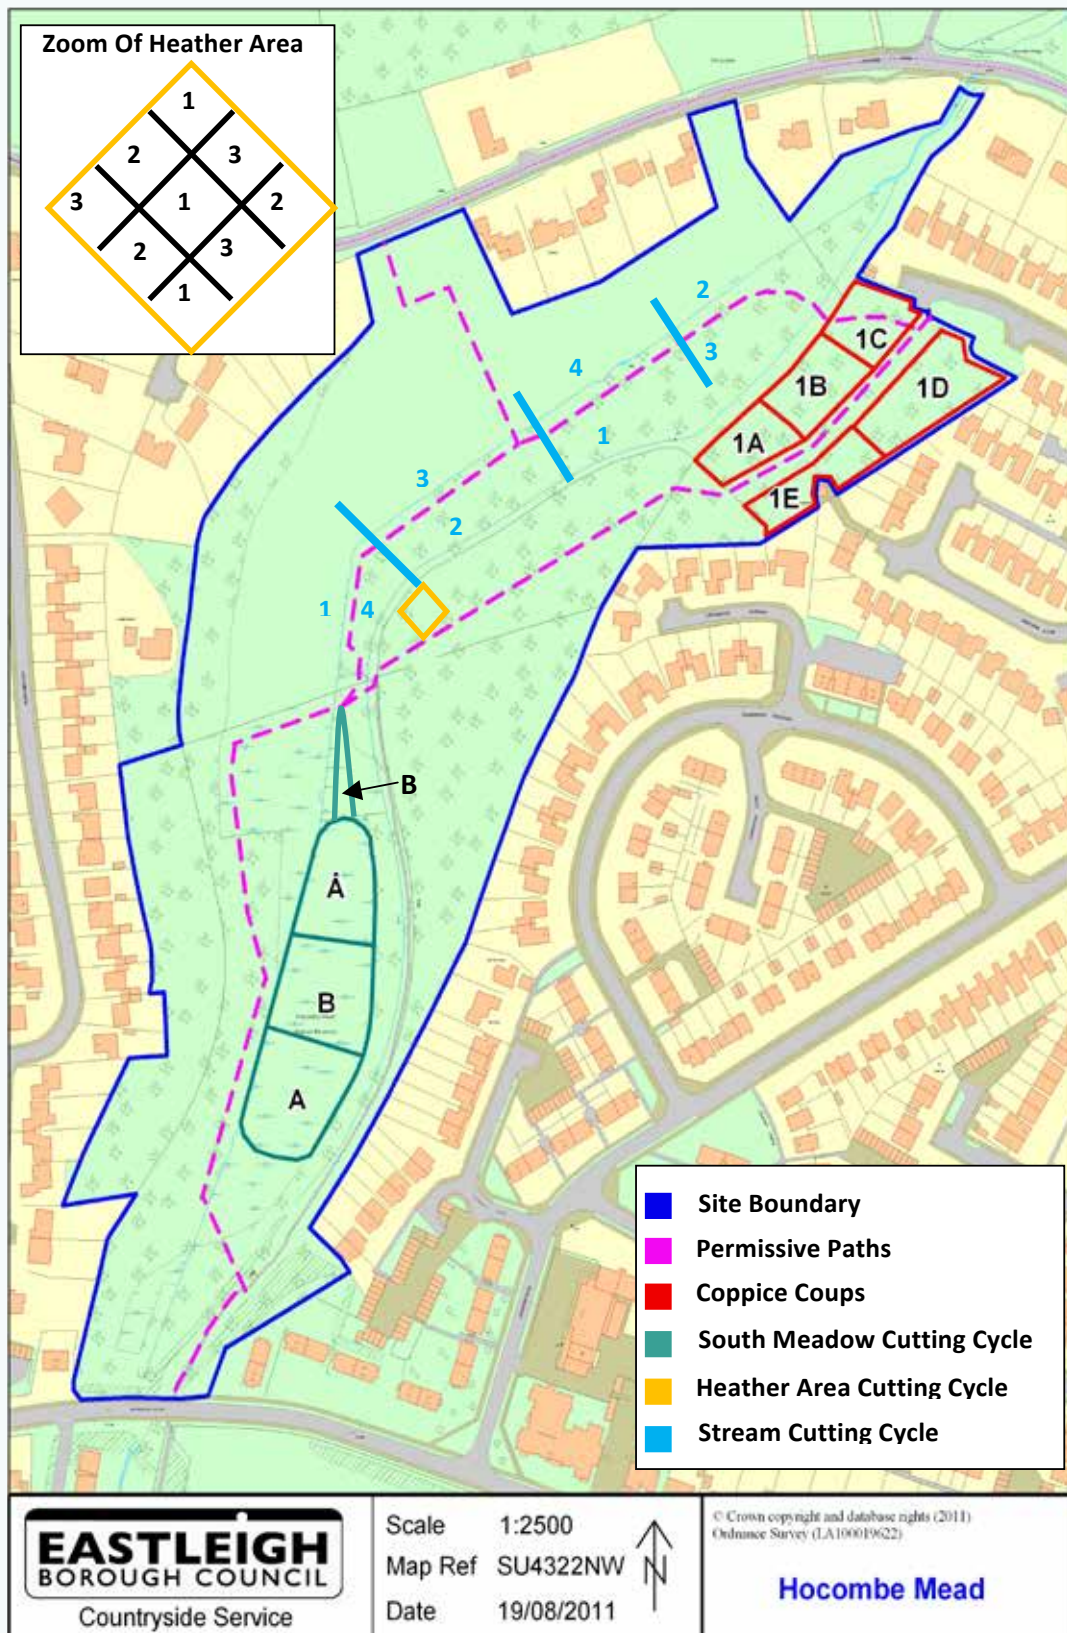 Zoom Of Heather Area
1
2 3
3 1 2
2 3
1
2
3
4
1
3
2
1 4
1C
1B
1D
1A
1E
B
A
B
A
Site Boundary
Permissive Paths
Coppice Coups
South Meadow Cutting Cycle
Heather Area Cutting Cycle
Stream Cutting Cycle
EASTLEIGH
BOROUGH COUNCIL
Countryside Service
Scale 1:2500
Map Ref SU4322NW
Date 19/08/2011
N
© Crown copyright and database rights (2011)
Ordnance Survey (LA100019622)
Hocombe Mead